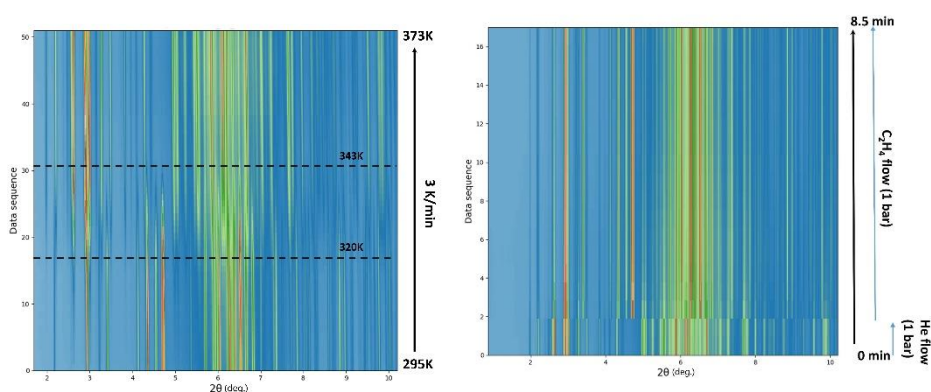 373K
50
40
343K
30
Data sequence
3 K/min
20
320K
10
0
295K
2 3 4 5 6 7 8 9 10
2θ (deg.)
8.5 min
16
14
12
C₂H₄ flow (1 bar)
10
Data sequence
8
6
4
2
He flow
(1 bar)
0
0 min
2 4 6 8 10
2θ (deg.)